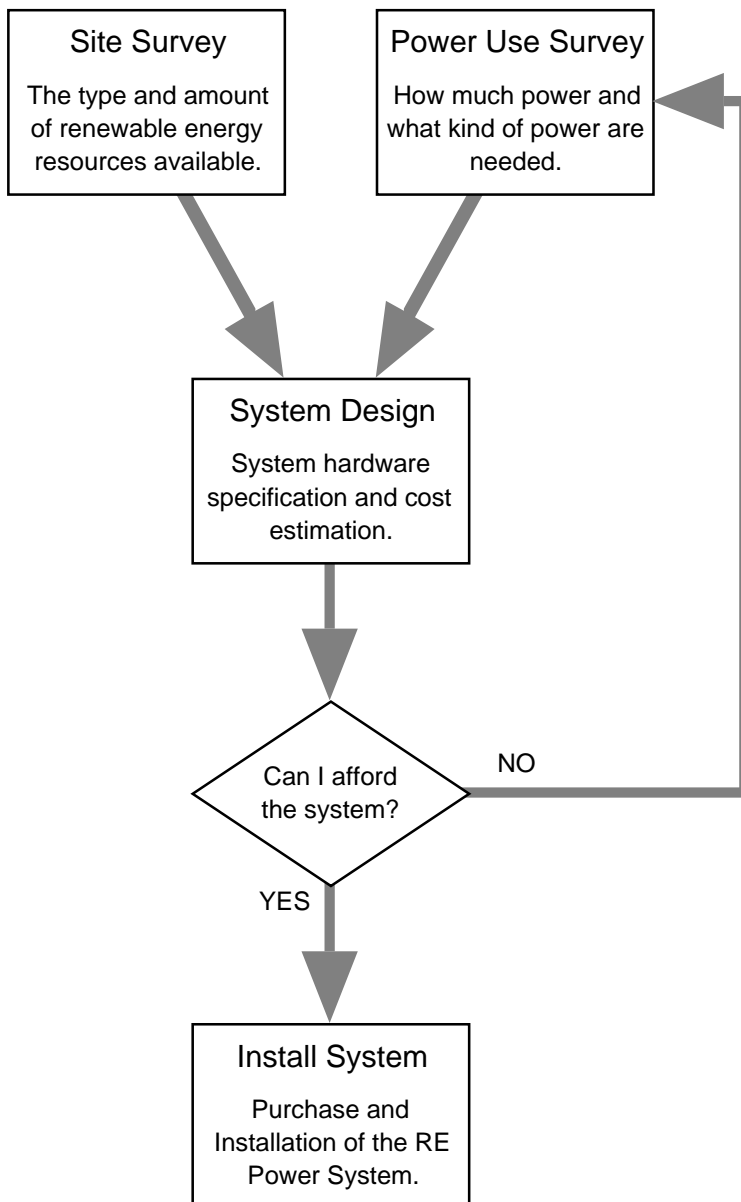 Site Survey
The type and amount
of renewable energy
resources available.
Power Use Survey
How much power and
what kind of power are
needed.
System Design
System hardware
specification and cost
estimation.
Can I afford
the system?
NO
YES
Install System
Purchase and
Installation of the RE
Power System.